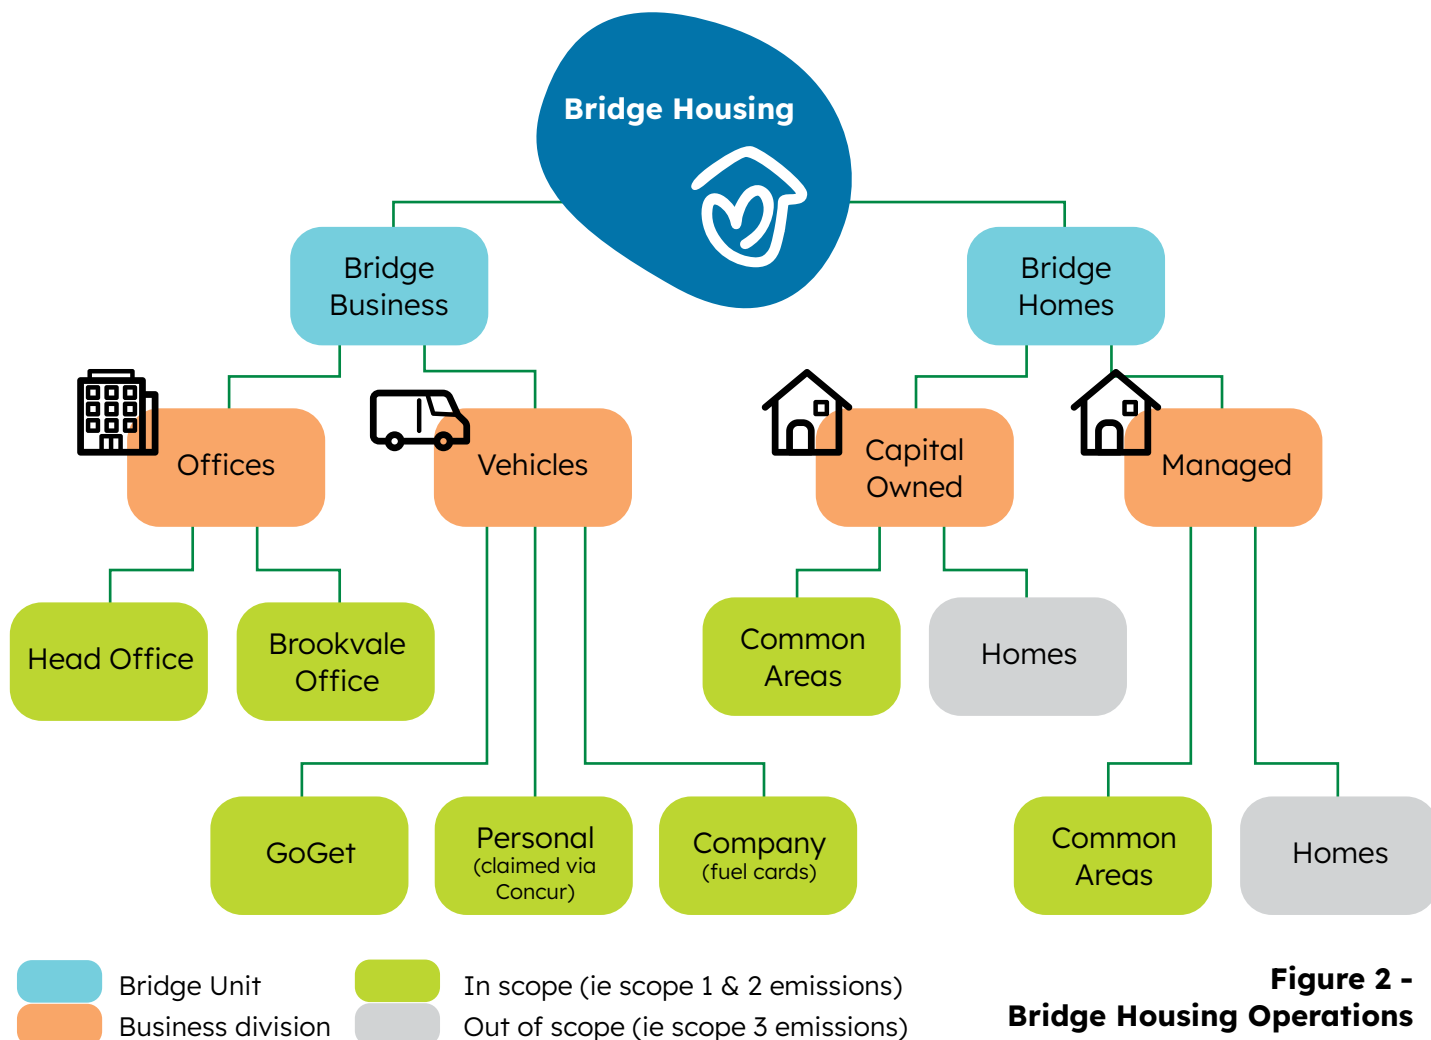 Bridge Housing
Bridge
Business
Bridge
Homes
Offices
Vehicles
Capital
Owned
Managed
Head Office
Brookvale
Office
Common
Areas
Homes
GoGet
Personal
(claimed via
Concur)
Company
(fuel cards)
Common
Areas
Homes
Bridge Unit
Business division
In scope (ie scope 1 & 2 emissions)
Out of scope (ie scope 3 emissions)
Figure 2 -
Bridge Housing Operations